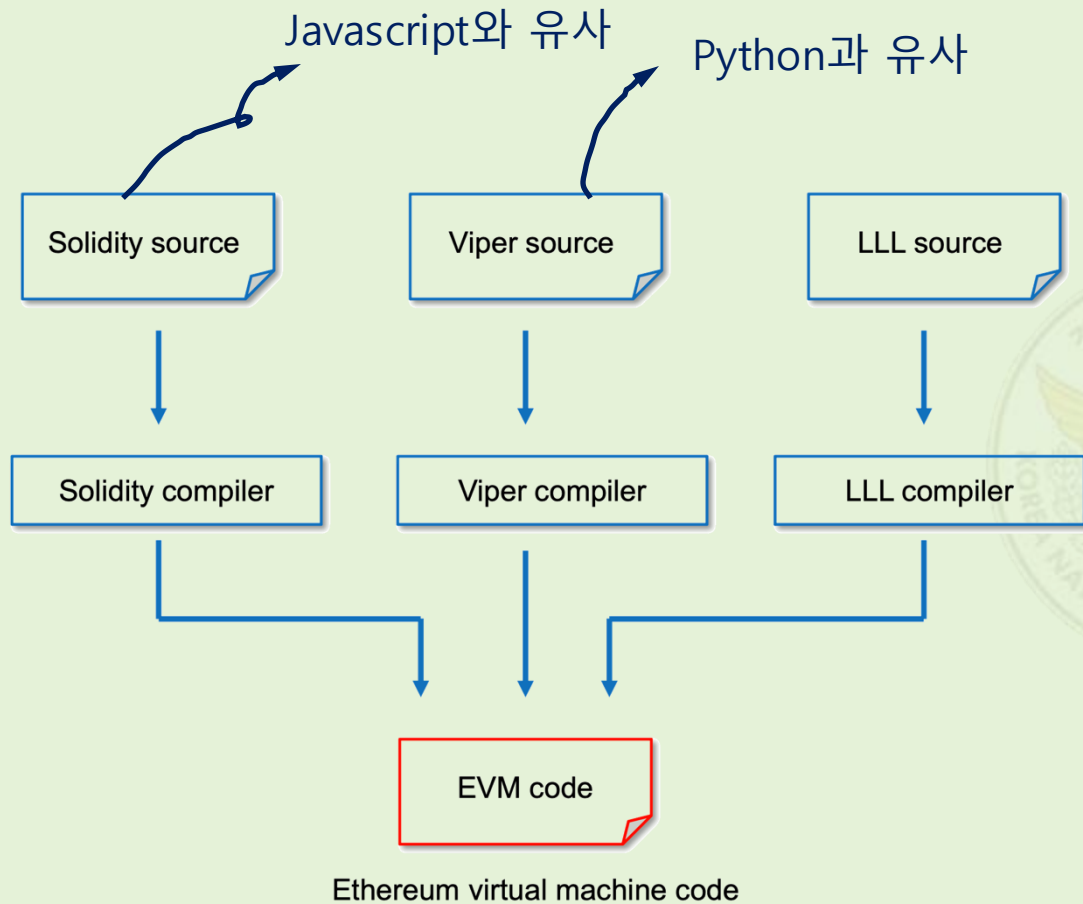 Javascript와 유사
Python과 유사
Solidity source
Viper source
LLL source
Solidity compiler
Viper compiler
LLL compiler
EVM code
Ethereum virtual machine code